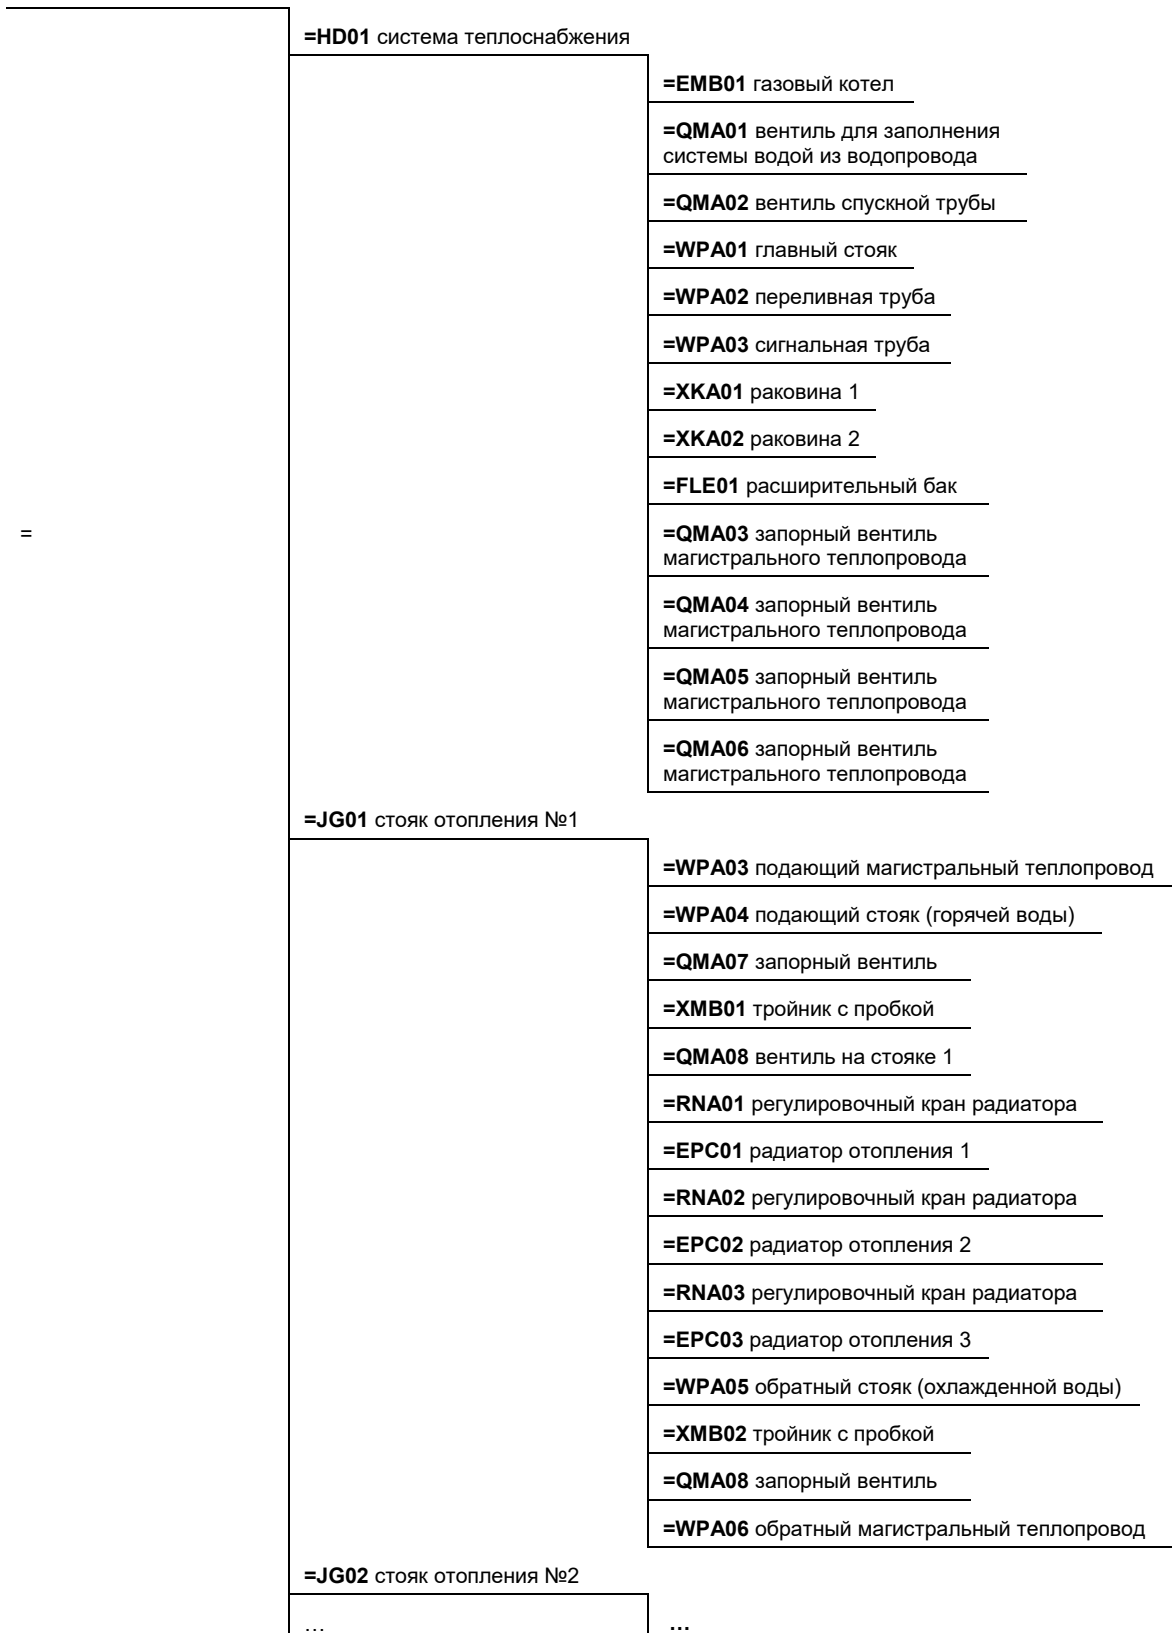 =HD01 система теплоснабжения
=EMB01 газовый котел
=QMA01 вентиль для заполнения
системы водой из водопровода
=QMA02 вентиль спускной трубы
=WPA01 главный стояк
=WPA02 переливная труба
=WPA03 сигнальная труба
=XKA01 раковина 1
=XKA02 раковина 2
=FLE01 расширительный бак
=
=QMA03 запорный вентиль
магистрального теплопровода
=QMA04 запорный вентиль
магистрального теплопровода
=QMA05 запорный вентиль
магистрального теплопровода
=QMA06 запорный вентиль
магистрального теплопровода
=JG01 стояк отопления №1
=WPA03 подающий магистральный теплопровод
=WPA04 подающий стояк (горячей воды)
=QMA07 запорный вентиль
=XMB01 тройник с пробкой
=QMA08 вентиль на стояке 1
=RNA01 регулировочный кран радиатора
=EPC01 радиатор отопления 1
=RNA02 регулировочный кран радиатора
=EPC02 радиатор отопления 2
=RNA03 регулировочный кран радиатора
=EPC03 радиатор отопления 3
=WPA05 обратный стояк (охлажденной воды)
=XMB02 тройник с пробкой
=QMA08 запорный вентиль
=WPA06 обратный магистральный теплопровод
=JG02 стояк отопления №2
… …